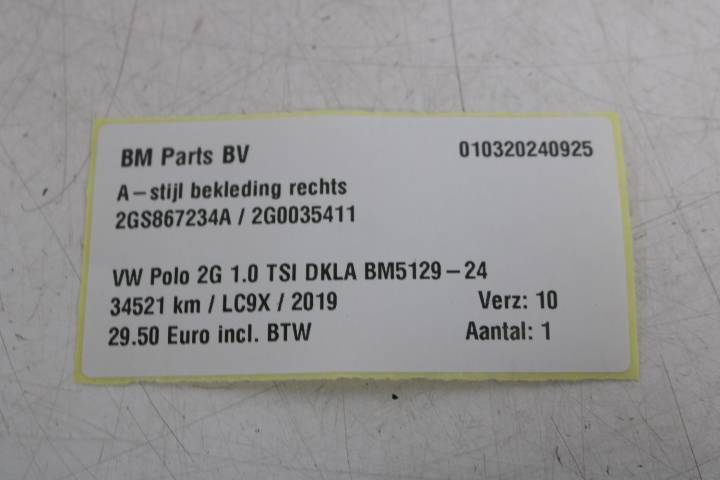 BM Parts BV 010320240925
A-stijl bekleding rechts
2GS867234A / 2G0035411
VW Polo 2G 1.0 TSI DKLA BM5129-24
34521 km / LC9X / 2019 Verz: 10
29.50 Euro incl. BTW Aantal: 1